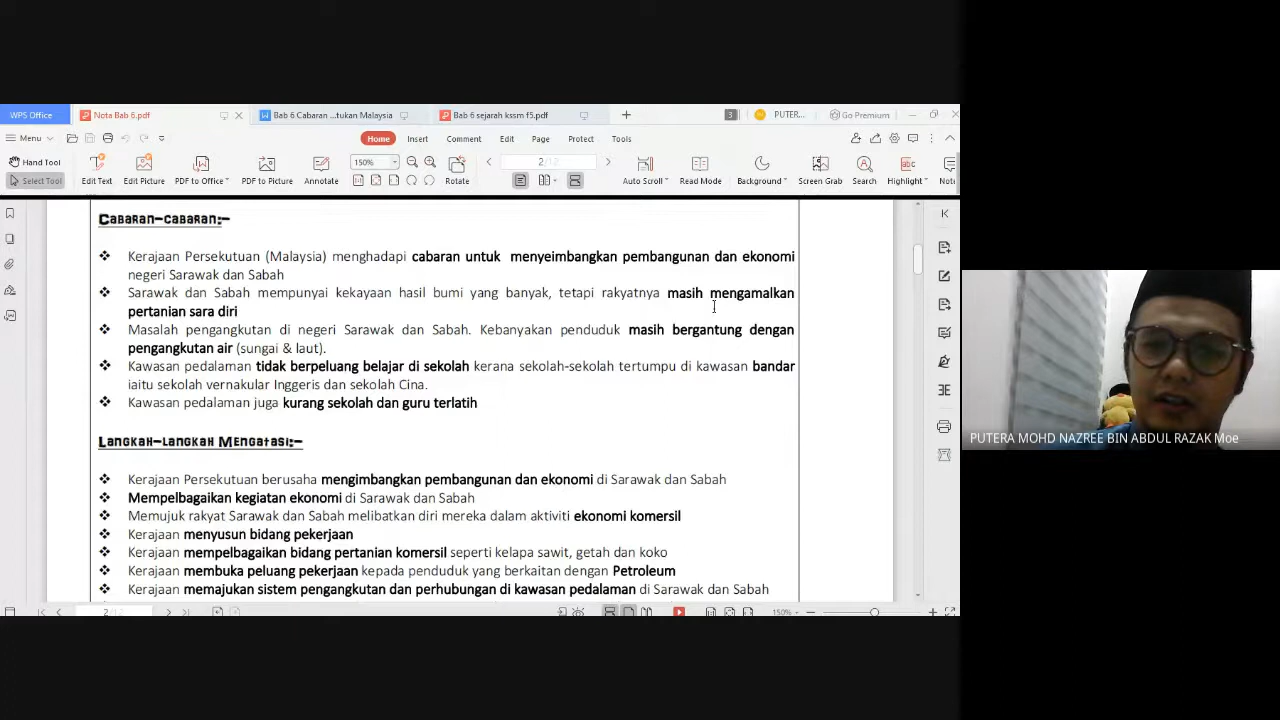 WPS Office Nota Bab 6.pdf Bab 6 Cabaran ...tukan Malaysia Bab 6 sejarah kssm f5.pdf 3 PUTER... Go Premium
Menu Home Insert Comment Edit Page Protect Tools
Hand Tool
Select Tool
Edit Text Edit Picture PDF to Office PDF to Picture Annotate 150% Rotate 2/12 Auto Scroll Read Mode Background Screen Grab Search Highlight
Cabaran-cabaran:-
❖ Kerajaan Persekutuan (Malaysia) menghadapi cabaran untuk menyeimbangkan pembangunan dan ekonomi
negeri Sarawak dan Sabah
❖ Sarawak dan Sabah mempunyai kekayaan hasil bumi yang banyak, tetapi rakyatnya masih mengamalkan
pertanian sara diri
❖ Masalah pengangkutan di negeri Sarawak dan Sabah. Kebanyakan penduduk masih bergantung dengan
pengangkutan air (sungai & laut).
❖ Kawasan pedalaman tidak berpeluang belajar di sekolah kerana sekolah-sekolah tertumpu di kawasan bandar
iaitu sekolah vernakular Inggeris dan sekolah Cina.
❖ Kawasan pedalaman juga kurang sekolah dan guru terlatih
Langkah-langkah Mengatasi:-
❖ Kerajaan Persekutuan berusaha mengimbangkan pembangunan dan ekonomi di Sarawak dan Sabah
❖ Mempelbagaikan kegiatan ekonomi di Sarawak dan Sabah
❖ Memujuk rakyat Sarawak dan Sabah melibatkan diri mereka dalam aktiviti ekonomi komersil
❖ Kerajaan menyusun bidang pekerjaan
❖ Kerajaan mempelbagaikan bidang pertanian komersil seperti kelapa sawit, getah dan koko
❖ Kerajaan membuka peluang pekerjaan kepada penduduk yang berkaitan dengan Petroleum
❖ Kerajaan memajukan sistem pengangkutan dan perhubungan di kawasan pedalaman di Sarawak dan Sabah
2/12 150%
PUTERA MOHD NAZREE BIN ABDUL RAZAK Moe